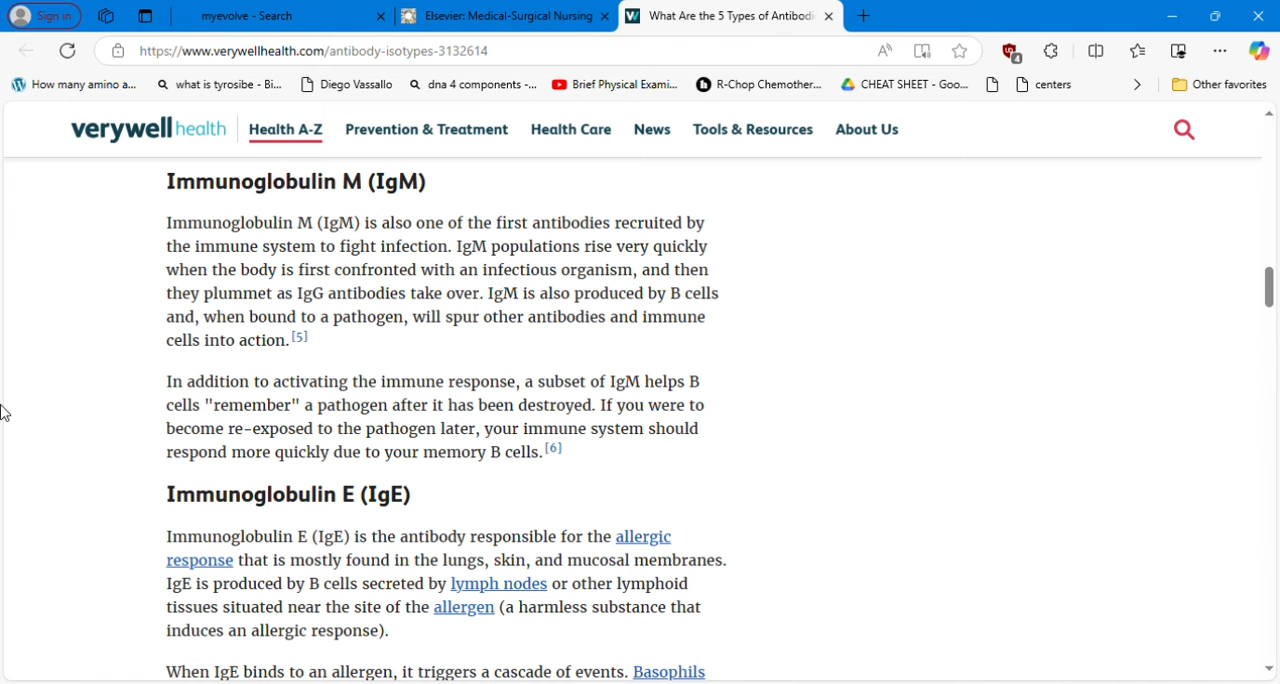 Sign in
myevolve - Search
Elsevier: Medical-Surgical Nursing
What Are the 5 Types of Antibodi
https://www.verywellhealth.com/antibody-isotypes-3132614
4
How many amino a...
what is tyrosibe - Bi...
Diego Vassallo
dna 4 components -...
Brief Physical Exami...
R-Chop Chemother...
CHEAT SHEET - Goo...
centers
Other favorites
verywell health
Health A-Z
Prevention & Treatment
Health Care
News
Tools & Resources
About Us
Immunoglobulin M (IgM)
Immunoglobulin M (IgM) is also one of the first antibodies recruited by
the immune system to fight infection. IgM populations rise very quickly
when the body is first confronted with an infectious organism, and then
they plummet as IgG antibodies take over. IgM is also produced by B cells
and, when bound to a pathogen, will spur other antibodies and immune
cells into action. [5]
In addition to activating the immune response, a subset of IgM helps B
cells "remember" a pathogen after it has been destroyed. If you were to
become re-exposed to the pathogen later, your immune system should
respond more quickly due to your memory B cells. [6]
Immunoglobulin E (IgE)
Immunoglobulin E (IgE) is the antibody responsible for the allergic
response that is mostly found in the lungs, skin, and mucosal membranes.
IgE is produced by B cells secreted by lymph nodes or other lymphoid
tissues situated near the site of the allergen (a harmless substance that
induces an allergic response).
When IgE binds to an allergen, it triggers a cascade of events. Basophils